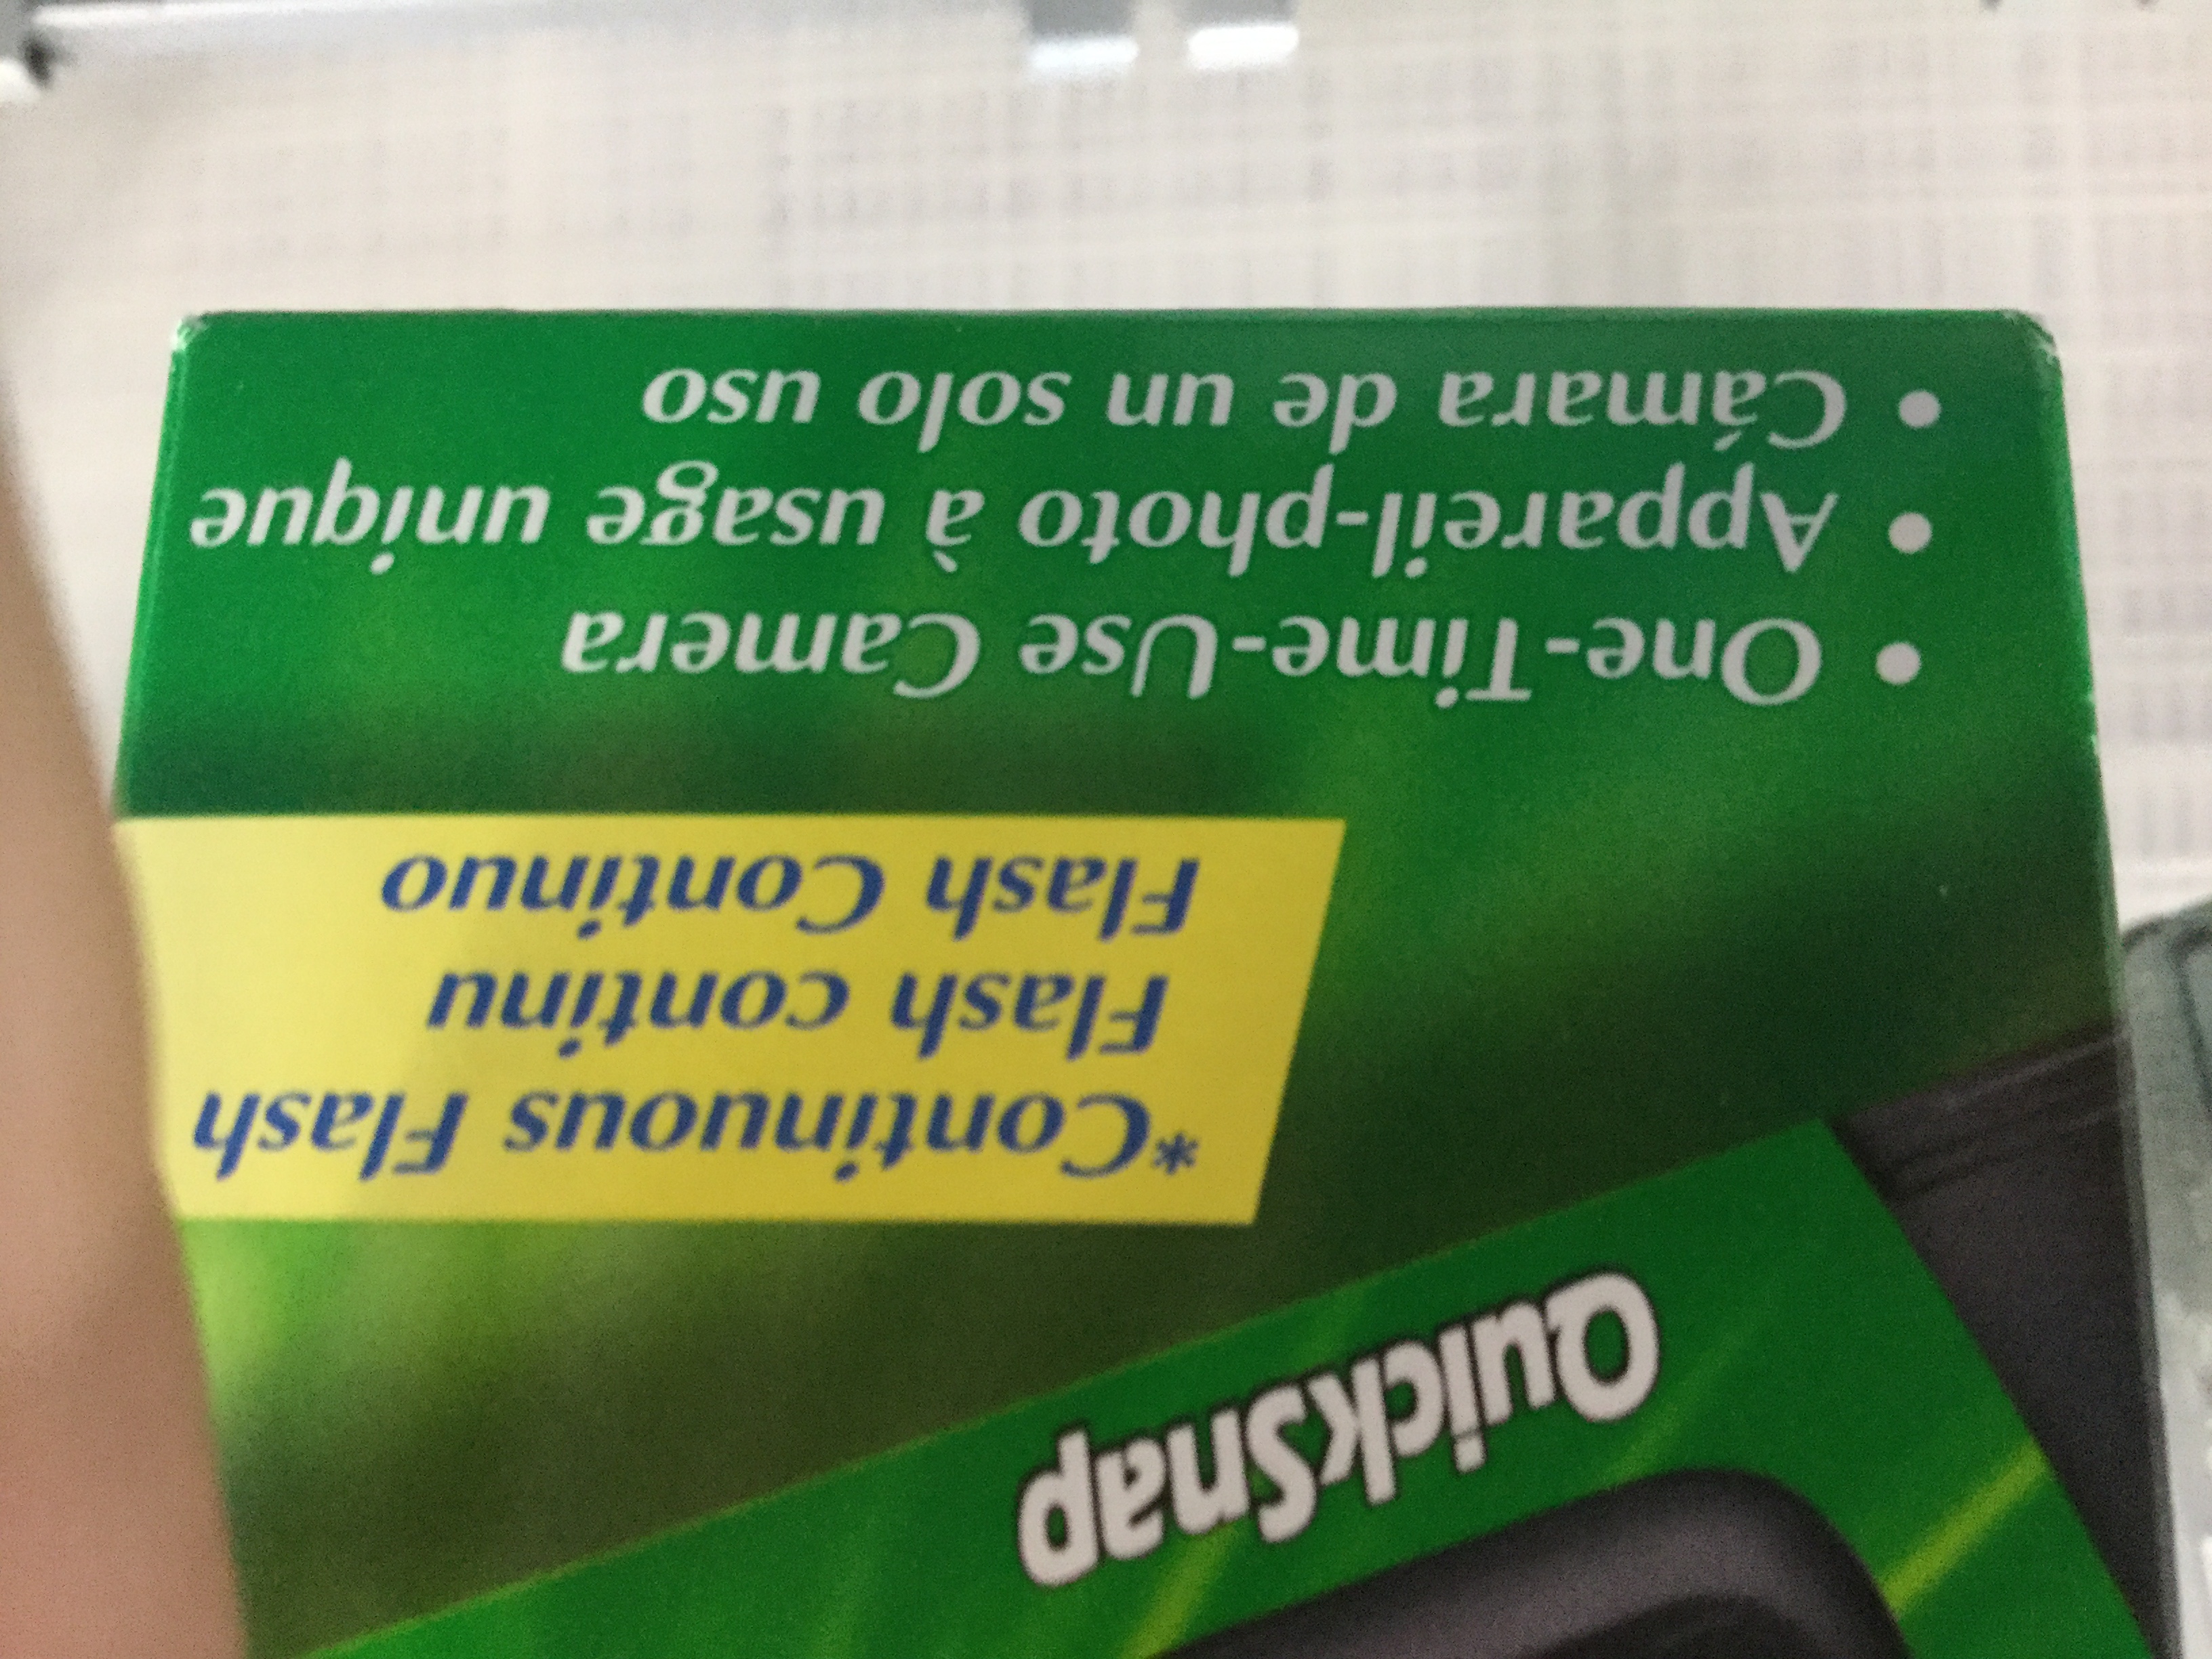 QuickSnap
*Continuous Flash
Flash continu
Flash Continuo
• One-Time-Use Camera
• Appareil-photo à usage unique
• Cámara de un solo uso